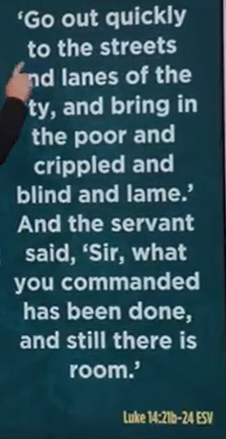 ‘Go out quickly
to the streets
nd lanes of the
ty, and bring in
the poor and
crippled and
blind and lame.’
And the servant
said, ‘Sir, what
you commanded
has been done,
and still there is
room.’
Luke 14:21b-24 ESV